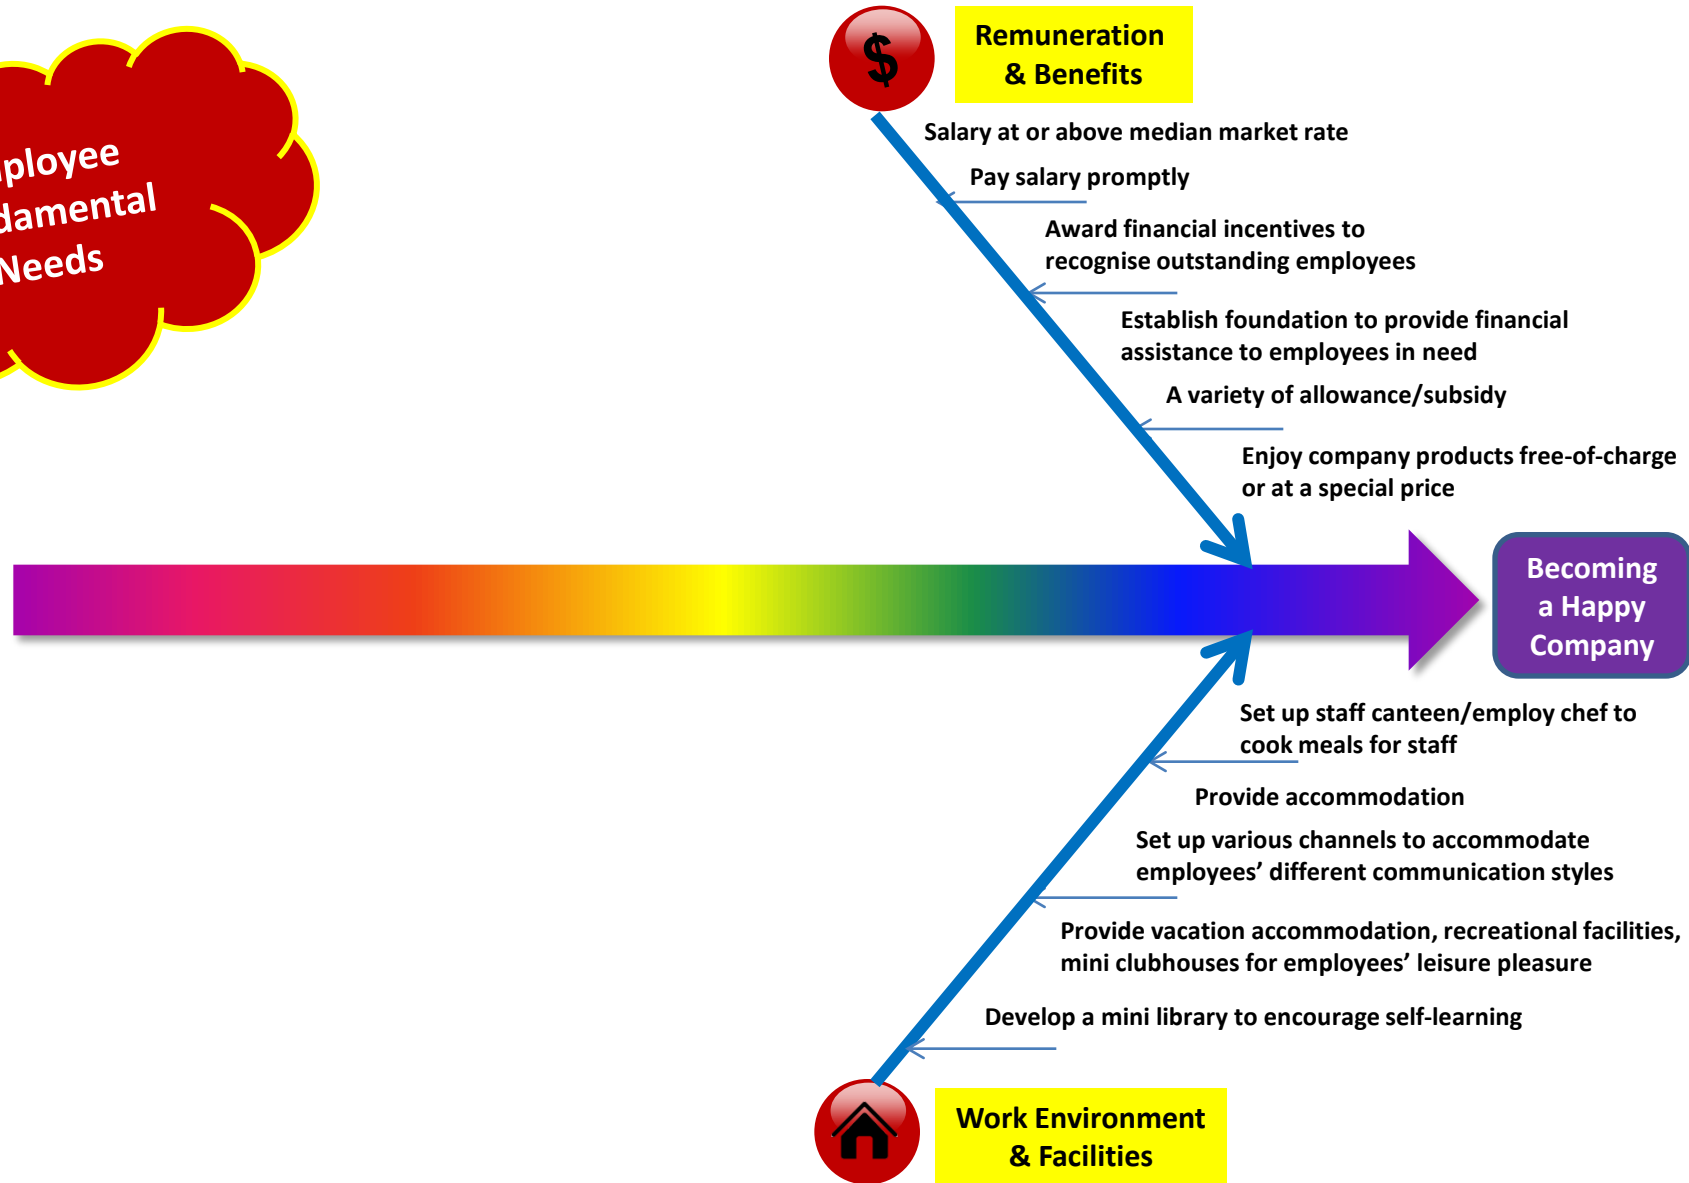 ployee
damental
Needs
$
Remuneration
& Benefits
Salary at or above median market rate
Pay salary promptly
Award financial incentives to
recognise outstanding employees
Establish foundation to provide financial
assistance to employees in need
A variety of allowance/subsidy
Enjoy company products free-of-charge
or at a special price
Becoming
a Happy
Company
Set up staff canteen/employ chef to
cook meals for staff
Provide accommodation
Set up various channels to accommodate
employees’ different communication styles
Provide vacation accommodation, recreational facilities,
mini clubhouses for employees’ leisure pleasure
Develop a mini library to encourage self-learning
Work Environment
& Facilities